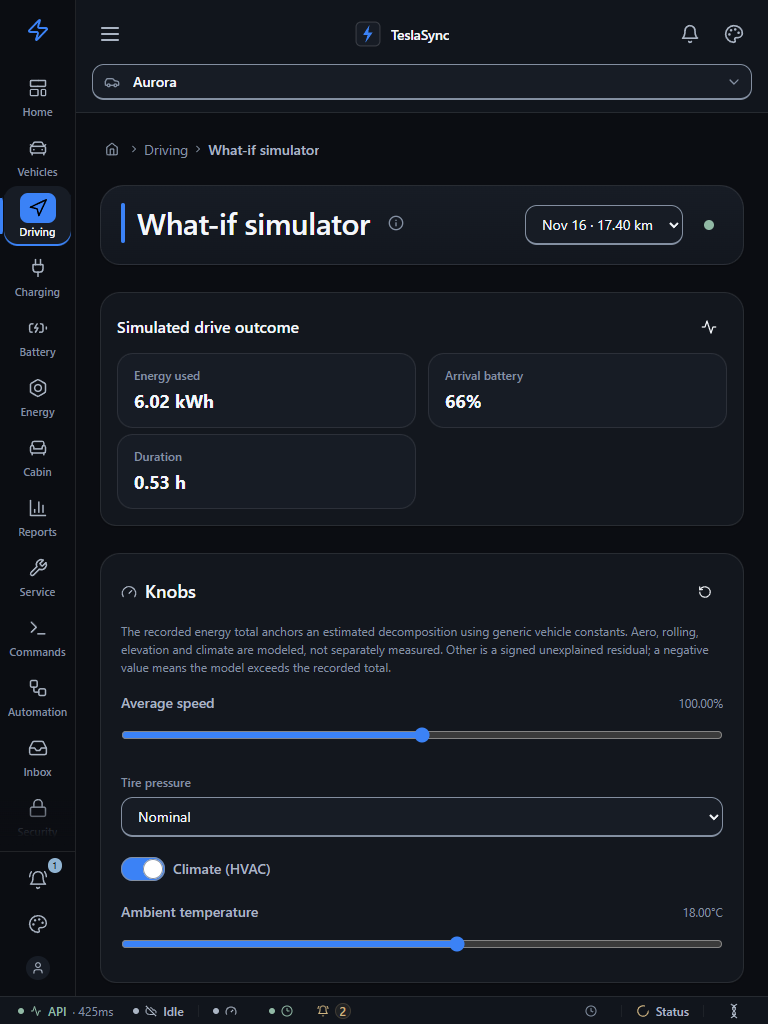 TeslaSync
Aurora
Home
Vehicles
Driving
Charging
Battery
Energy
Cabin
Reports
Service
Commands
Automation
Inbox
Security
1
Driving
What-if simulator
What-if simulator
Nov 16 · 17.40 km
Simulated drive outcome
Energy used
6.02 kWh
Arrival battery
66%
Duration
0.53 h
Knobs
The recorded energy total anchors an estimated decomposition using generic vehicle constants. Aero, rolling,
elevation and climate are modeled, not separately measured. Other is a signed unexplained residual; a negative
value means the model exceeds the recorded total.
Average speed
100.00%
Tire pressure
Nominal
Climate (HVAC)
Ambient temperature
18.00°C
API · 425ms
Idle
2
Status